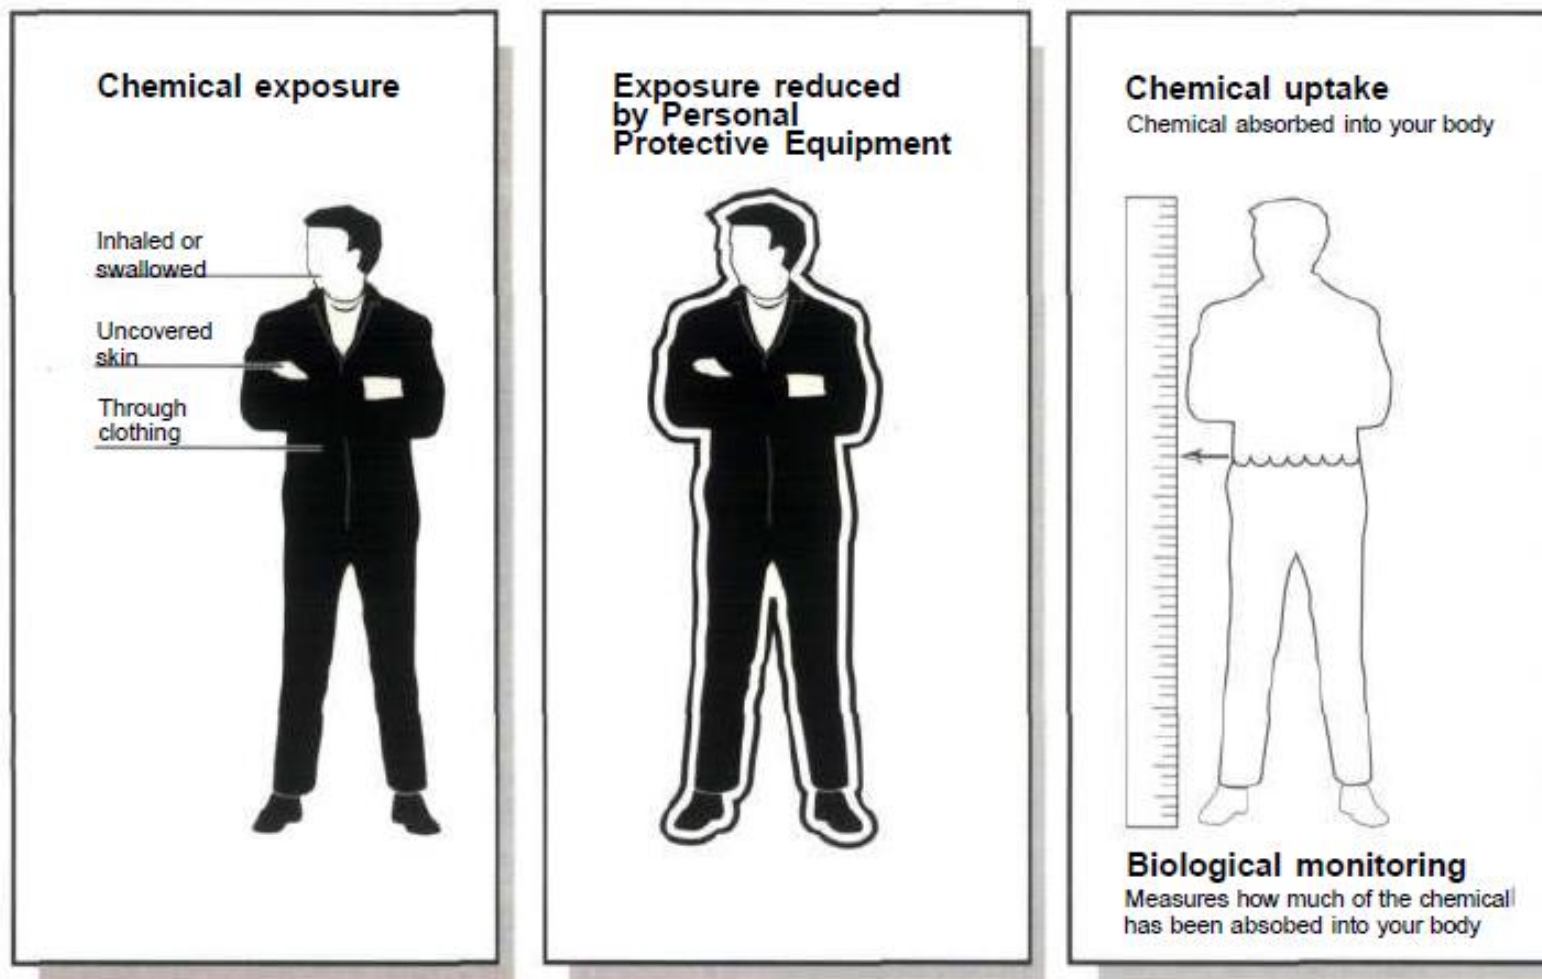 Chemical exposure
Inhaled or
swallowed
Uncovered
skin
Through
clothing
Exposure reduced
by Personal
Protective Equipment
Chemical uptake
Chemical absorbed into your body
Biological monitoring
Measures how much of the chemical
has been absobed into your body